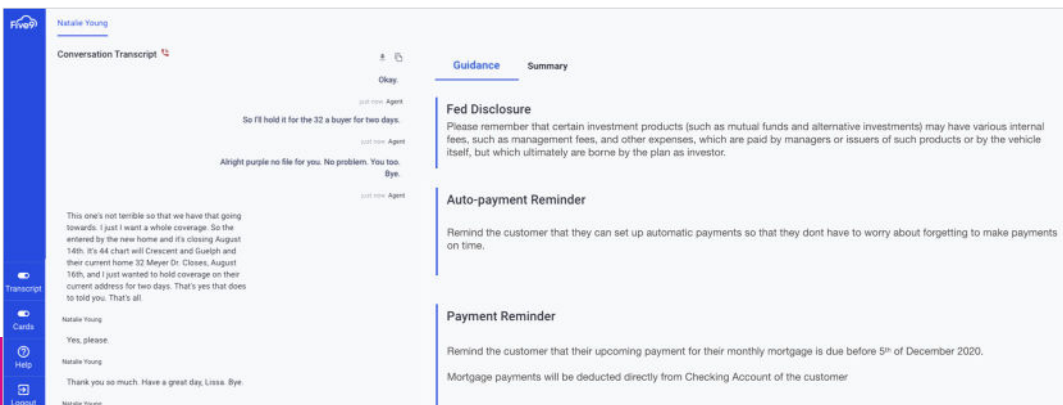 Five9
Natalie Young
Conversation Transcript
Okay.
just now Agent
So I'll hold it for the 32 a buyer for two days.
just now Agent
Alright purple no file for you. No problem. You too.
Bye.
just now Agent
This one's not terrible so that we have that going
towards. I just I want a whole coverage. So the
entered by the new home and it's closing August
14th. It's 44 chart will Crescent and Guelph and
their current home 32 Meyer Dr. Closes, August
16th, and I just wanted to hold coverage on their
current address for two days. That's yes that does
to told you. That's all.
Natalie Young
Yes, please.
Natalie Young
Thank you so much. Have a great day, Lissa. Bye.
Natalie Young
Transcript
Cards
Help
Logout
Guidance Summary
Fed Disclosure
Please remember that certain investment products (such as mutual funds and alternative investments) may have various internal
fees, such as management fees, and other expenses, which are paid by managers or issuers of such products or by the vehicle
itself, but which ultimately are borne by the plan as investor.
Auto-payment Reminder
Remind the customer that they can set up automatic payments so that they dont have to worry about forgetting to make payments
on time.
Payment Reminder
Remind the customer that their upcoming payment for their monthly mortgage is due before 5th of December 2020.
Mortgage payments will be deducted directly from Checking Account of the customer